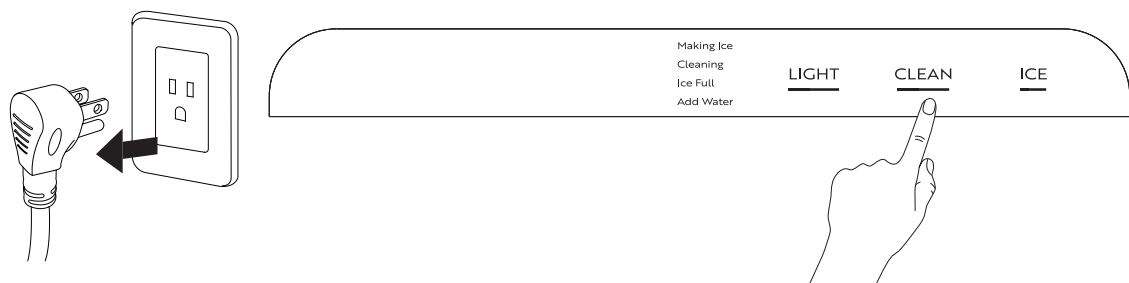 Making Ice
Cleaning
Ice Full
Add Water
LIGHT CLEAN ICE